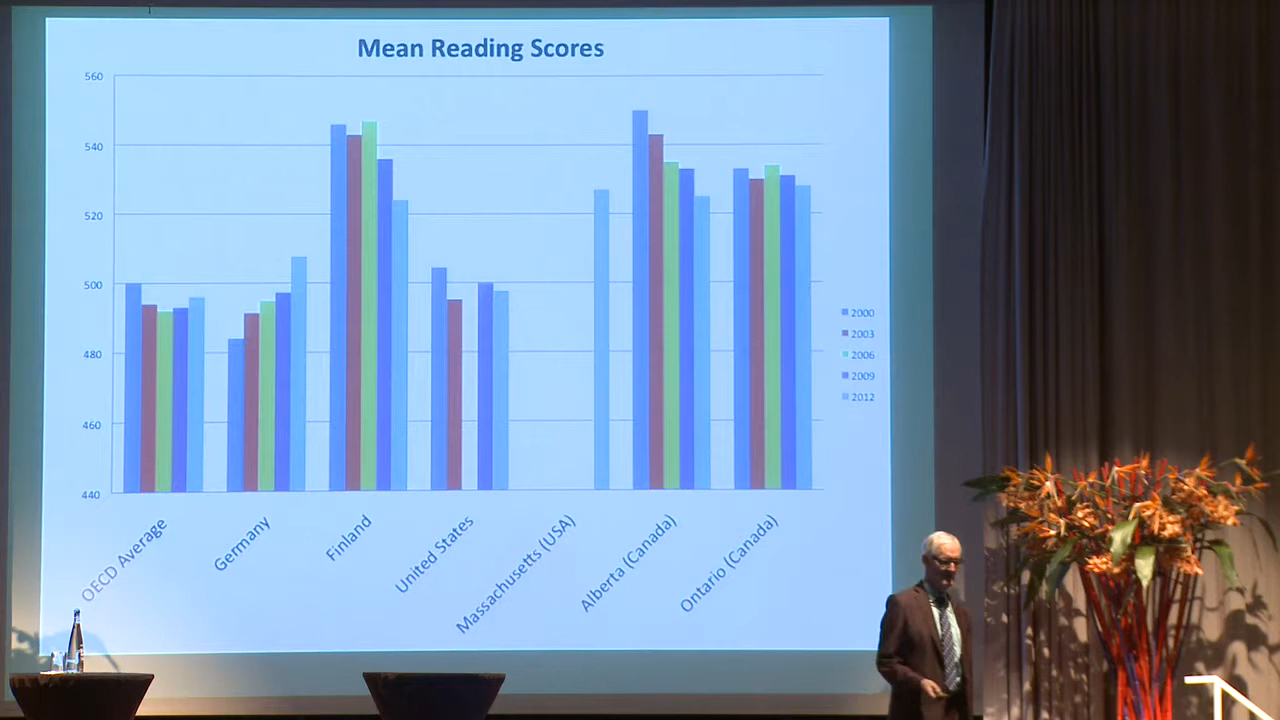 Mean Reading Scores
560
540
520
500
480
460
440
OECD Average
Germany
Finland
United States
Massachusetts (USA)
Alberta (Canada)
Ontario (Canada)
2000
2003
2006
2009
2012